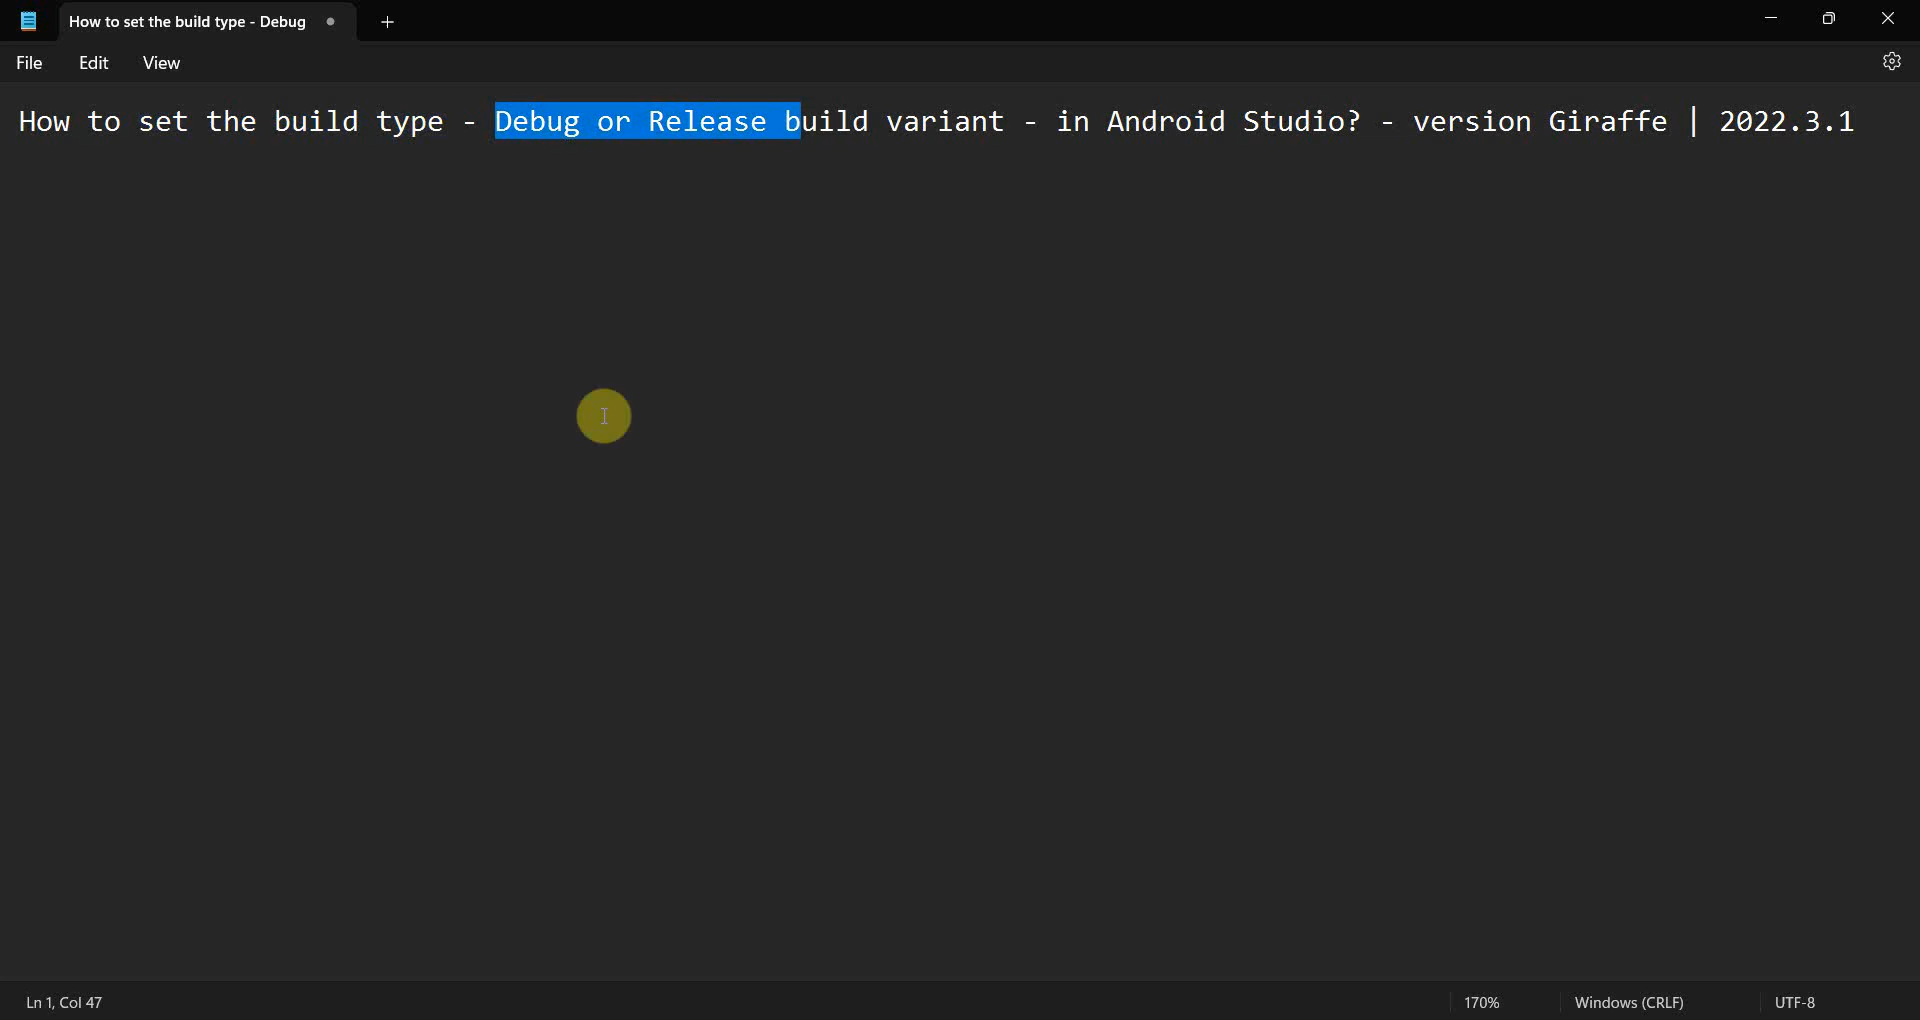 How to set the build type - Debug
File Edit View
How to set the build type - Debug or Release build variant - in Android Studio? - version Giraffe | 2022.3.1
Ln 1, Col 47 170% Windows (CRLF) UTF-8